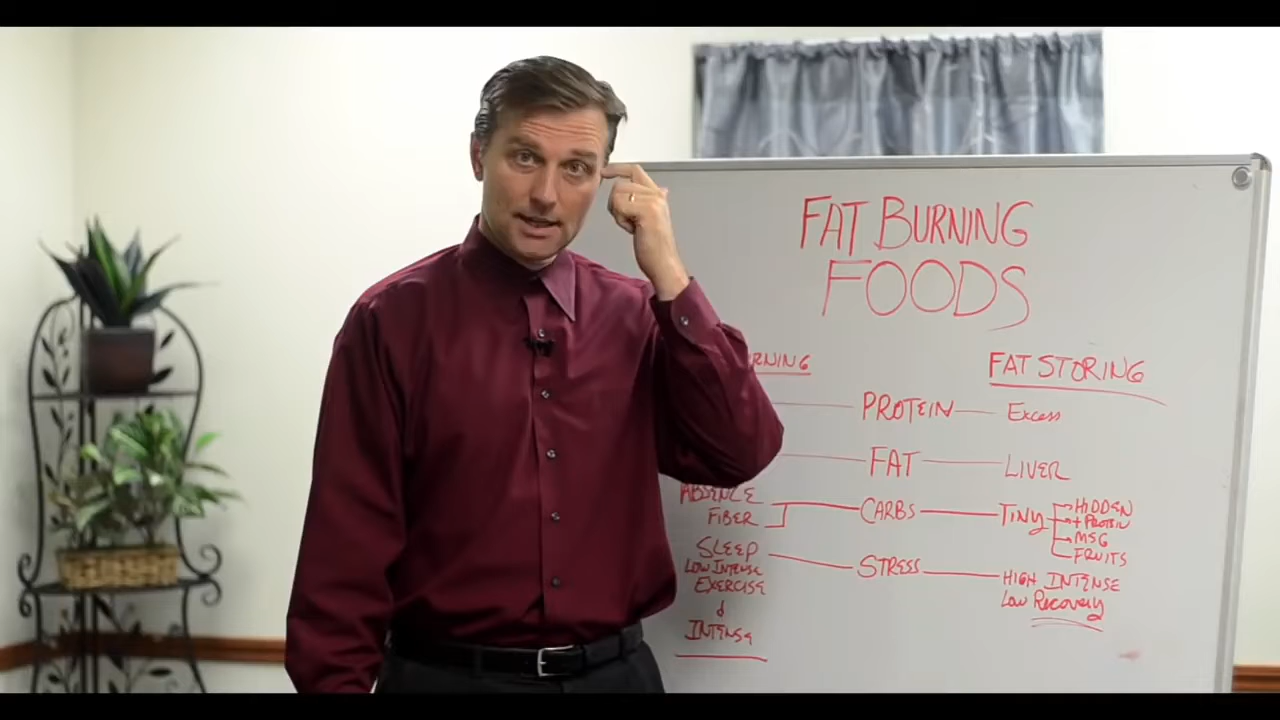 FAT BURNING
FOODS
RNING
FAT STORING
PROTEIN
Excess
FAT
LIVER
ABSENCE
FIBER
CARBS
TINY
HIDDEN
+ PROTEIN
MSG
FRUITS
SLEEP
LOW INTENSE
EXERCISE
&
INTENSE
STRESS
HIGH INTENSE
Low Recovery